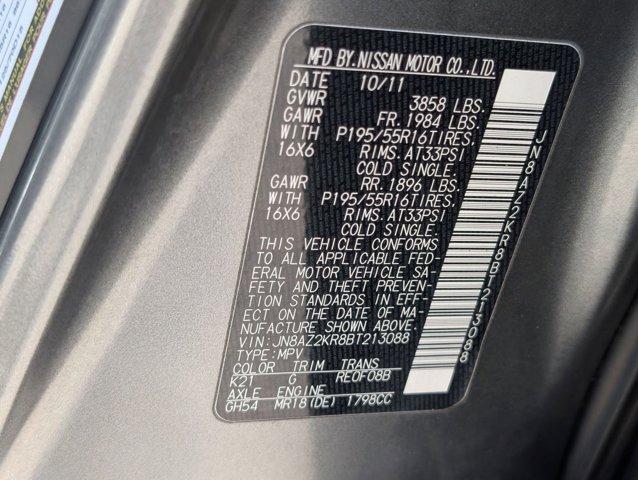 MFD BY. NISSAN MOTOR CO., LTD.
DATE 10/11
GVWR 3858 LBS.
GAWR FR. 1984 LBS.
WITH P195/55R16TIRES.
16X6 RIMS. AT33PSI
COLD SINGLE.
GAWR RR. 1896 LBS.
WITH P195/55R16TIRES.
16X6 RIMS. AT33PSI
COLD SINGLE.
THIS VEHICLE CONFORMS
TO ALL APPLICABLE FED-
ERAL MOTOR VEHICLE SA-
FETY AND THEFT PREVEN-
TION STANDARDS IN EFF-
ECT ON THE DATE OF MA-
NUFACTURE SHOWN ABOVE.
VIN: JN8AZ2KR8BT213088
TYPE: MPV
COLOR TRIM TRANS
K21 G RE0F08B
AXLE ENGINE
GH54 MR18(DE) 1798CC
JN8AZ2KR8BT213088